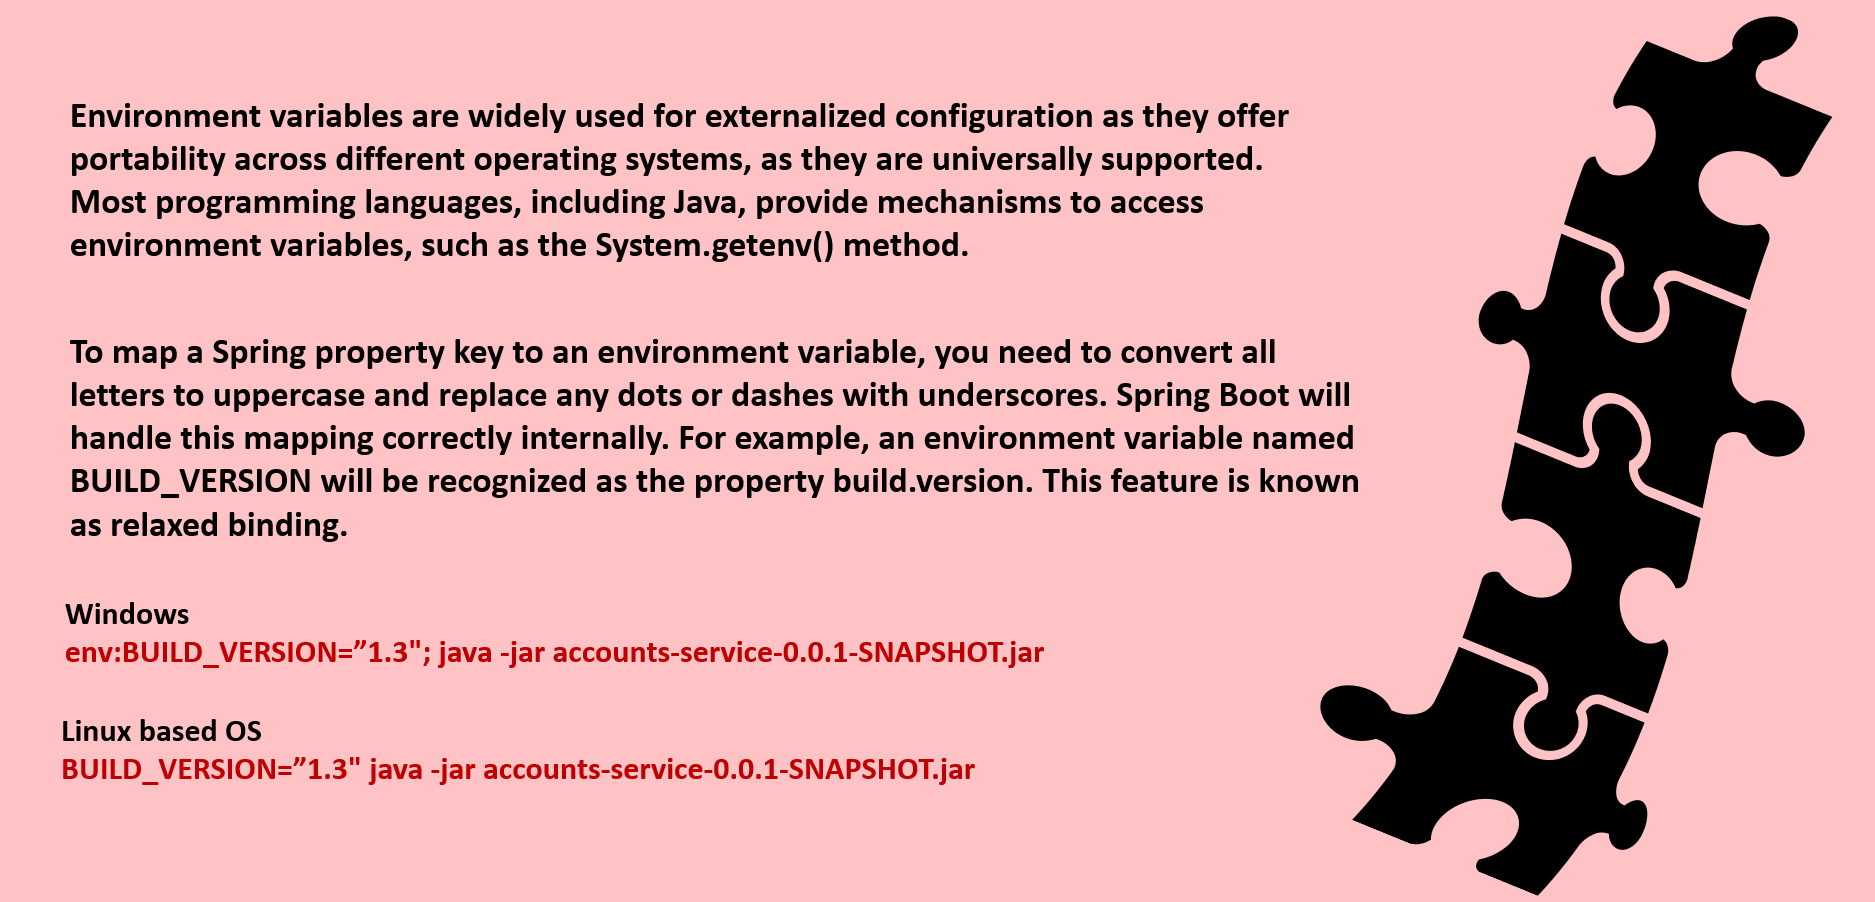 Environment variables are widely used for externalized configuration as they offer
portability across different operating systems, as they are universally supported.
Most programming languages, including Java, provide mechanisms to access
environment variables, such as the System.getenv() method.
To map a Spring property key to an environment variable, you need to convert all
letters to uppercase and replace any dots or dashes with underscores. Spring Boot will
handle this mapping correctly internally. For example, an environment variable named
BUILD_VERSION will be recognized as the property build.version. This feature is known
as relaxed binding.
Windows
env:BUILD_VERSION=”1.3"; java -jar accounts-service-0.0.1-SNAPSHOT.jar
Linux based OS
BUILD_VERSION=”1.3" java -jar accounts-service-0.0.1-SNAPSHOT.jar